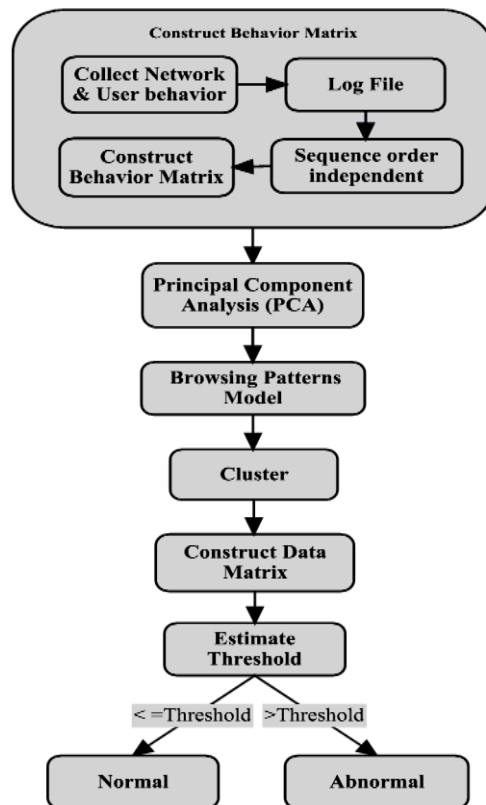 Construct Behavior Matrix
Collect Network
& User behavior
Log File
Sequence order
independent
Construct
Behavior Matrix
Principal Component
Analysis (PCA)
Browsing Patterns
Model
Cluster
Construct Data
Matrix
Estimate
Threshold
< =Threshold
>Threshold
Normal
Abnormal